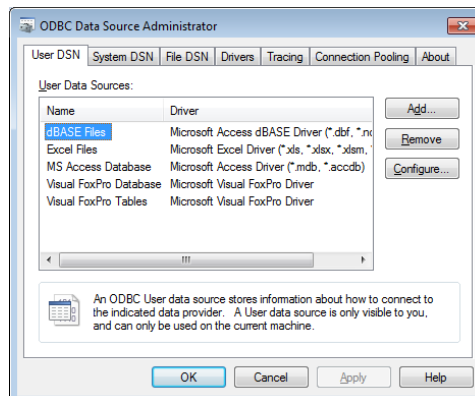 ODBC Data Source Administrator
User DSN System DSN File DSN Drivers Tracing Connection Pooling About
User Data Sources:
Name Driver
dBASE Files Microsoft Access dBASE Driver (*.dbf, *.nd
Excel Files Microsoft Excel Driver (*.xls, *.xlsx, *.xlsm, *
MS Access Database Microsoft Access Driver (*.mdb, *.accdb)
Visual FoxPro Database Microsoft Visual FoxPro Driver
Visual FoxPro Tables Microsoft Visual FoxPro Driver
Add...
Remove
Configure...
An ODBC User data source stores information about how to connect to
the indicated data provider. A User data source is only visible to you,
and can only be used on the current machine.
OK Cancel Apply Help